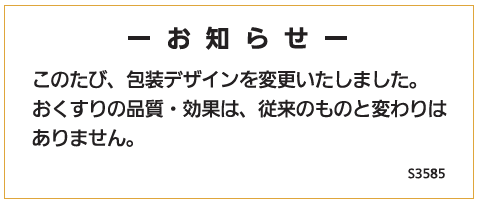 ー お 知 ら せ ー
このたび、包装デザインを変更いたしました。
おくすりの品質・効果は、従来のものと変わりは
ありません。
S3585